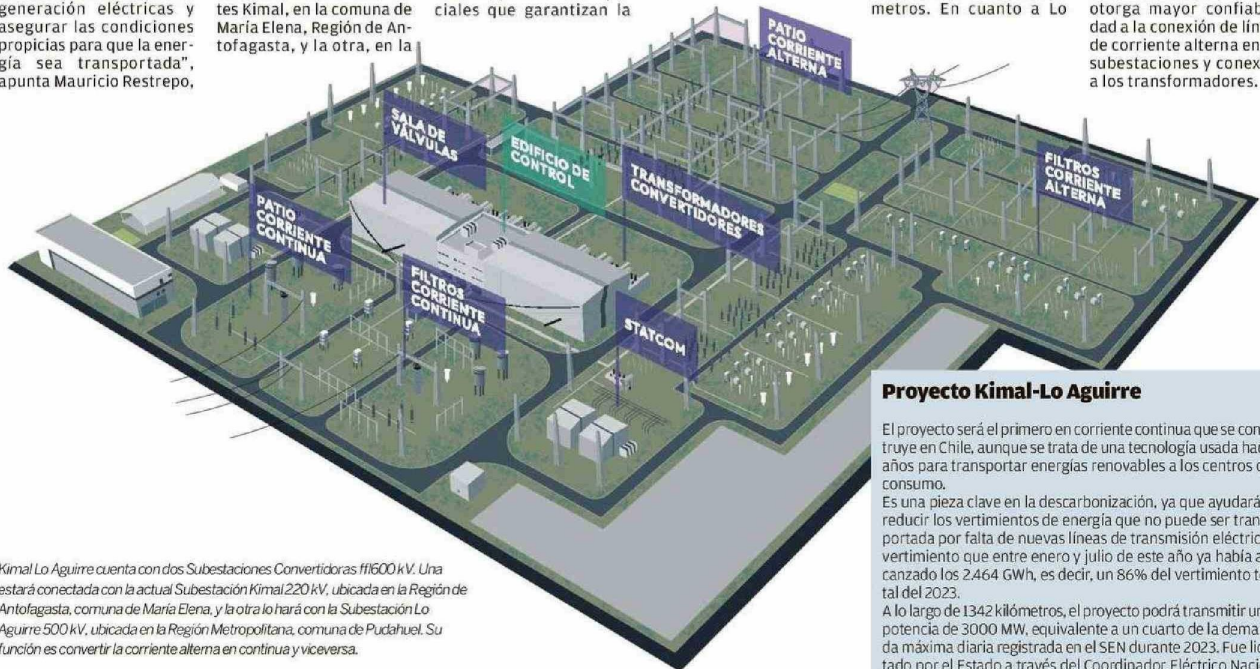 generación eléctricas y
asegurar las condiciones
propicias para que la ener-
gía sea transportada",
apunta Mauricio Restrepo,
tes Kimal, en la comuna de
María Elena, Región de An-
tofagasta, y la otra, en la
ciales que garantizan la
metros. En cuanto a Lo
otorga mayor confiab
dad a la conexión de lín
de corriente alterna en
subestaciones y conex
a los transformadores.
PATIO
CORRIENTE
ALTERNA
SALA DE
VÁLVULAS
EDIFICIO DE
CONTROL
TRANSFORMADORES
CONVERTIDORES
FILTROS
CORRIENTE
ALTERNA
PATIO
CORRIENTE
CONTINUA
FILTROS
CORRIENTE
CONTINUA
STATCOM
Kimal Lo Aguirre cuenta con dos Subestaciones Convertidoras ffl600 kV. Una
estará conectada con la actual Subestación Kimal 220 kV, ubicada en la Región de
Antofagasta, comuna de María Elena, y la otra lo hará con la Subestación Lo
Aguirre 500 kV, ubicada en la Región Metropolitana, comuna de Pudahuel. Su
función es convertir la corriente alterna en continua y viceversa.
Proyecto Kimal-Lo Aguirre
El proyecto será el primero en corriente continua que se con
truye en Chile, aunque se trata de una tecnología usada hac
años para transportar energías renovables a los centros d
consumo.
Es una pieza clave en la descarbonización, ya que ayudará
reducir los vertimientos de energía que no puede ser tran
portada por falta de nuevas líneas de transmisión eléctric
vertimiento que entre enero y julio de este año ya había a
canzado los 2.464 GWh, es decir, un 86% del vertimiento to
tal del 2023.
A lo largo de 1342 kilómetros, el proyecto podrá transmitir un
potencia de 3000 MW, equivalente a un cuarto de la dema
da máxima diaria registrada en el SEN durante 2023. Fue lic
tado por el Estado a través del Coordinador Eléctrico Naci